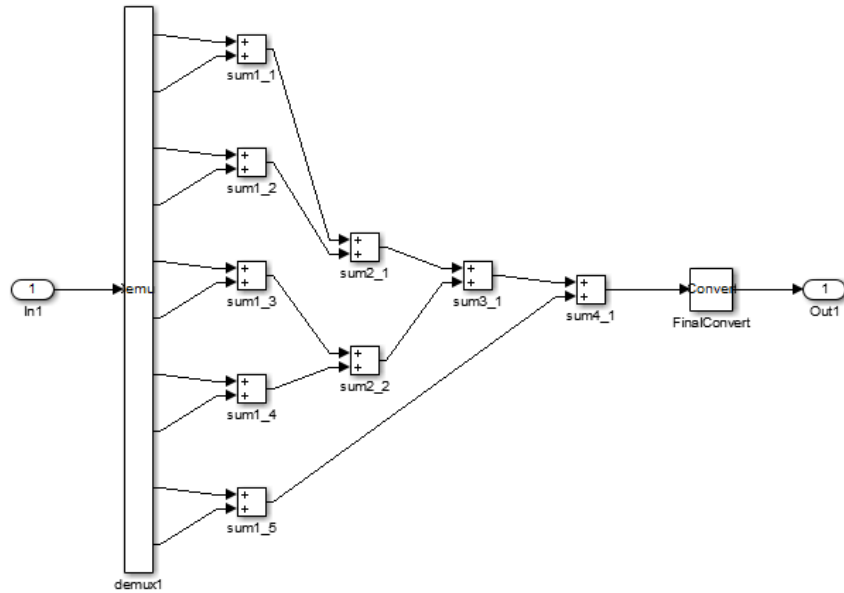 +
+
sum1_1
+
+
sum1_2
+
+
sum2_1
+
+
sum1_3
1
In1
Demu
+
+
sum3_1
+
+
sum4_1
Convert
FinalConvert
1
Out1
+
+
sum2_2
+
+
sum1_4
+
+
sum1_5
demux1